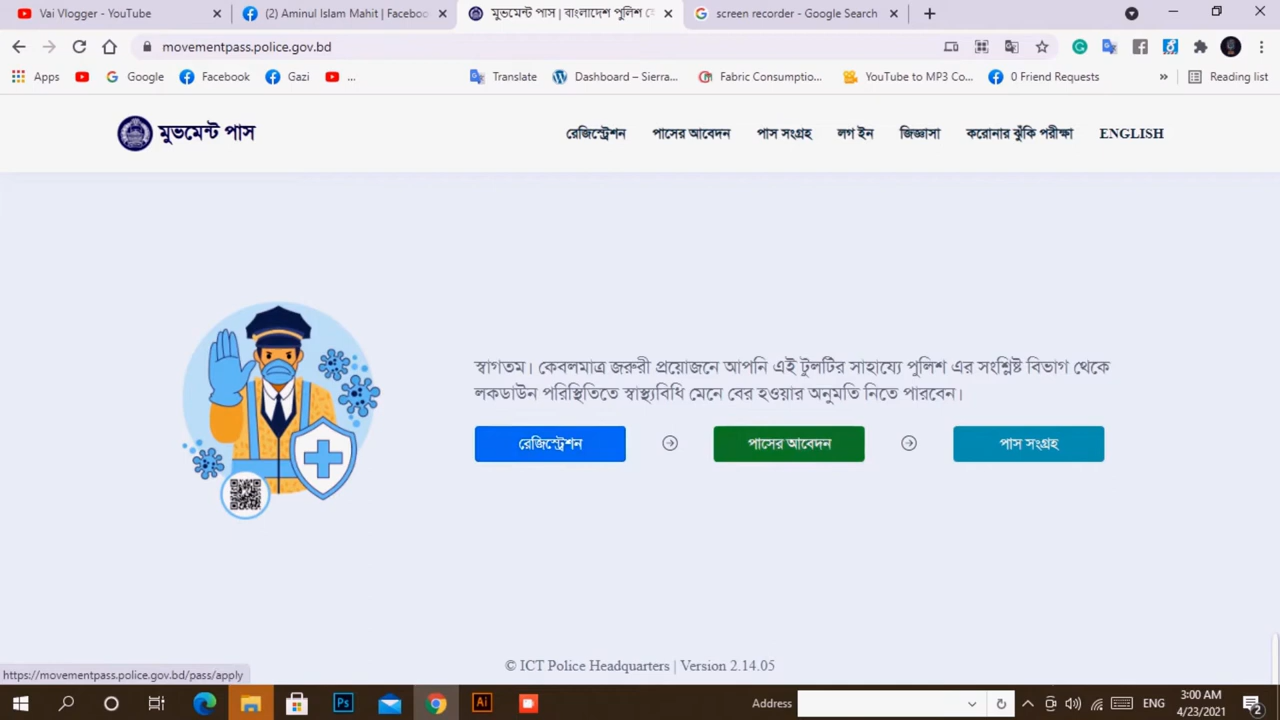 Vai Vlogger - YouTube
(2) Aminul Islam Mahit | Faceboo
মুভমেন্ট পাস | বাংলাদেশ পুলিশ হে
screen recorder - Google Search
movementpass.police.gov.bd
Apps
Google
Facebook
Gazi
...
Translate
Dashboard – Sierra...
Fabric Consumptio...
YouTube to MP3 Co...
0 Friend Requests
»
Reading list
মুভমেন্ট পাস
রেজিস্ট্রেশন
পাসের আবেদন
পাস সংগ্রহ
লগ ইন
জিজ্ঞাসা
করোনার ঝুঁকি পরীক্ষা
ENGLISH
স্বাগতম। কেবলমাত্র জরুরী প্রয়োজনে আপনি এই টুলটির সাহায্যে পুলিশ এর সংশ্লিষ্ট বিভাগ থেকে
লকডাউন পরিস্থিতিতে স্বাস্থ্যবিধি মেনে বের হওয়ার অনুমতি নিতে পারবেন।
রেজিস্ট্রেশন
পাসের আবেদন
পাস সংগ্রহ
© ICT Police Headquarters | Version 2.14.05
https://movementpass.police.gov.bd/pass/apply
Ps
Ai
Address
ENG
3:00 AM
4/23/2021
2